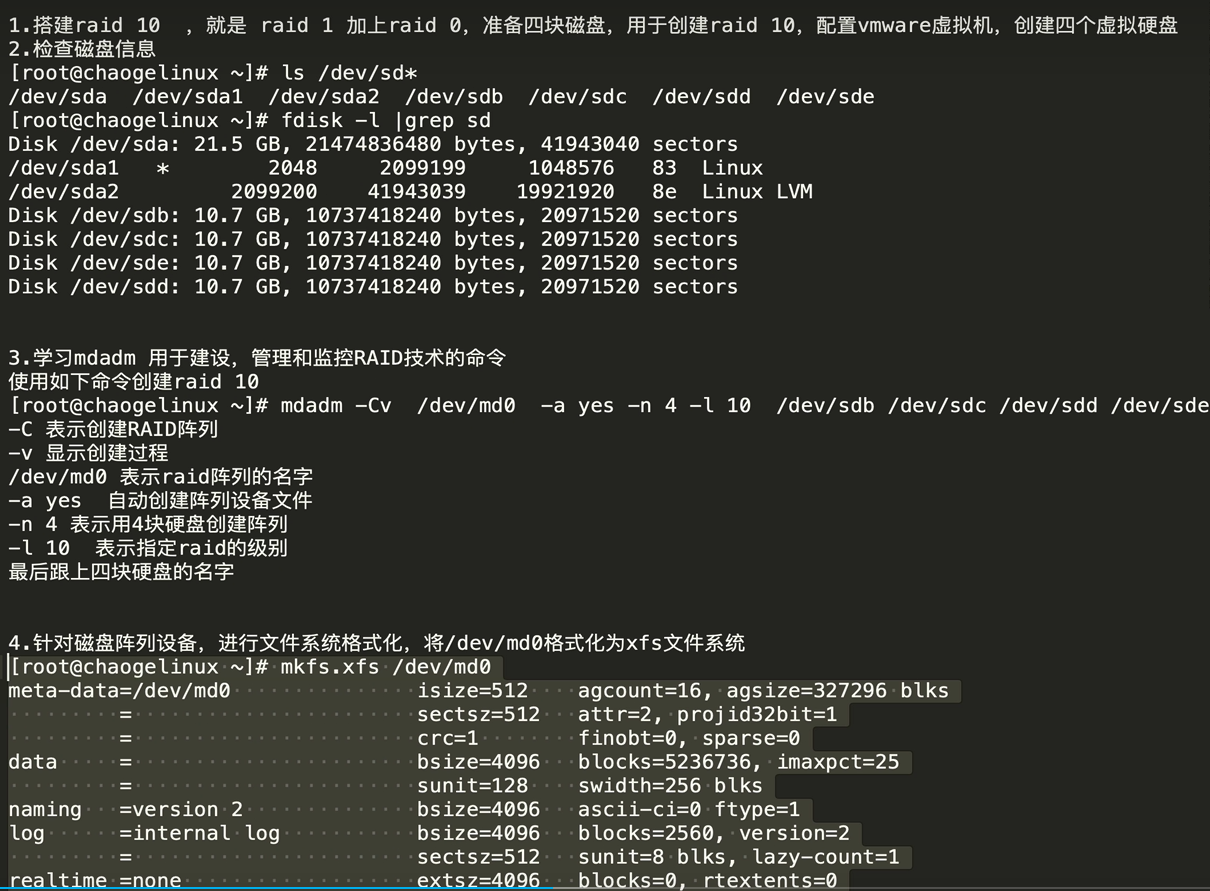 1.搭建raid 10  ，就是 raid 1 加上raid 0，准备四块磁盘，用于创建raid 10，配置vmware虚拟机，创建四个虚拟硬盘
2.检查磁盘信息
[root@chaogelinux ~]# ls /dev/sd*
/dev/sda  /dev/sda1  /dev/sda2  /dev/sdb  /dev/sdc  /dev/sdd  /dev/sde
[root@chaogelinux ~]# fdisk -l |grep sd
Disk /dev/sda: 21.5 GB, 21474836480 bytes, 41943040 sectors
/dev/sda1   *        2048     2099199     1048576   83  Linux
/dev/sda2         2099200    41943039    19921920   8e  Linux LVM
Disk /dev/sdb: 10.7 GB, 10737418240 bytes, 20971520 sectors
Disk /dev/sdc: 10.7 GB, 10737418240 bytes, 20971520 sectors
Disk /dev/sde: 10.7 GB, 10737418240 bytes, 20971520 sectors
Disk /dev/sdd: 10.7 GB, 10737418240 bytes, 20971520 sectors
3.学习mdadm 用于建设，管理和监控RAID技术的命令
使用如下命令创建raid 10
[root@chaogelinux ~]# mdadm -Cv  /dev/md0  -a yes -n 4 -l 10  /dev/sdb /dev/sdc /dev/sdd /dev/sde
-C 表示创建RAID阵列
-v 显示创建过程
/dev/md0 表示raid阵列的名字
-a yes  自动创建阵列设备文件
-n 4 表示用4块硬盘创建阵列
-l 10  表示指定raid的级别
最后跟上四块硬盘的名字
4.针对磁盘阵列设备，进行文件系统格式化，将/dev/md0格式化为xfs文件系统
[root@chaogelinux ~]# mkfs.xfs /dev/md0
meta-data=/dev/md0               isize=512    agcount=16, agsize=327296 blks
         =                       sectsz=512   attr=2, projid32bit=1
         =                       crc=1        finobt=0, sparse=0
data     =                       bsize=4096   blocks=5236736, imaxpct=25
         =                       sunit=128    swidth=256 blks
naming   =version 2              bsize=4096   ascii-ci=0 ftype=1
log      =internal log           bsize=4096   blocks=2560, version=2
         =                       sectsz=512   sunit=8 blks, lazy-count=1
realtime =none                   extsz=4096   blocks=0, rtextents=0